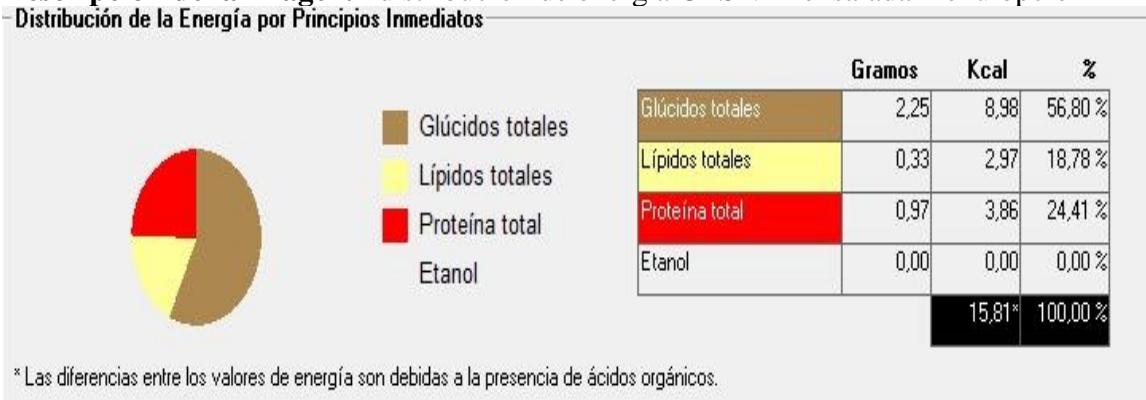 Distribución de la Energía por Principios Inmediatos
Glúcidos totales
Lípidos totales
Proteína total
Etanol
Gramos Kcal %
Glúcidos totales 2,25 8,98 56,80 %
Lípidos totales 0,33 2,97 18,78 %
Proteína total 0,97 3,86 24,41 %
Etanol 0,00 0,00 0,00 %
15,81* 100,00 %
* Las diferencias entre los valores de energía son debidas a la presencia de ácidos orgánicos.